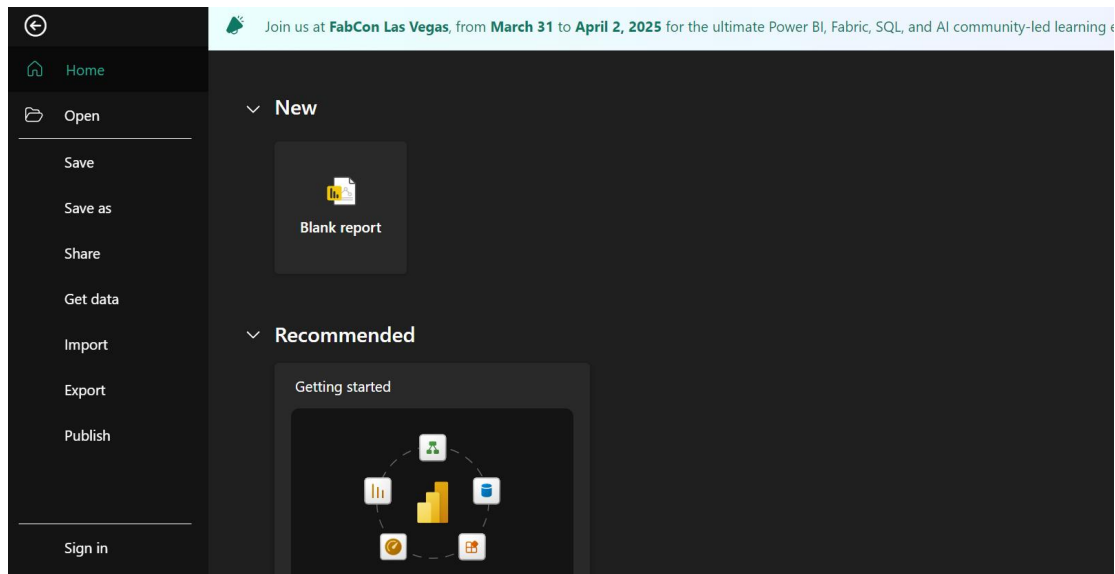 Join us at FabCon Las Vegas, from March 31 to April 2, 2025 for the ultimate Power BI, Fabric, SQL, and AI community-led learning
Home
Open
Save
Save as
Share
Get data
Import
Export
Publish
Sign in
New
Blank report
Recommended
Getting started